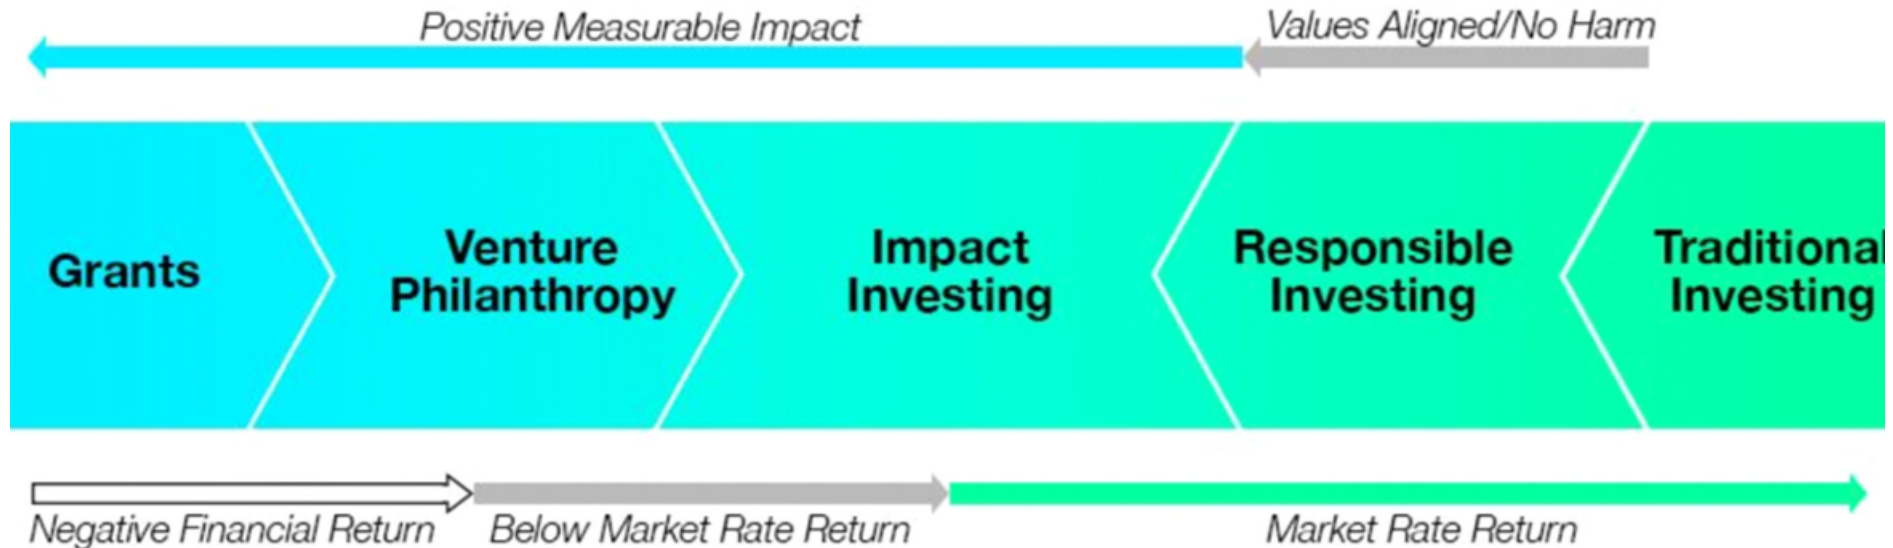 Positive Measurable Impact
Values Aligned/No Harm
Grants
Venture
Philanthropy
Impact
Investing
Responsible
Investing
Traditional
Investing
Negative Financial Return
Below Market Rate Return
Market Rate Return